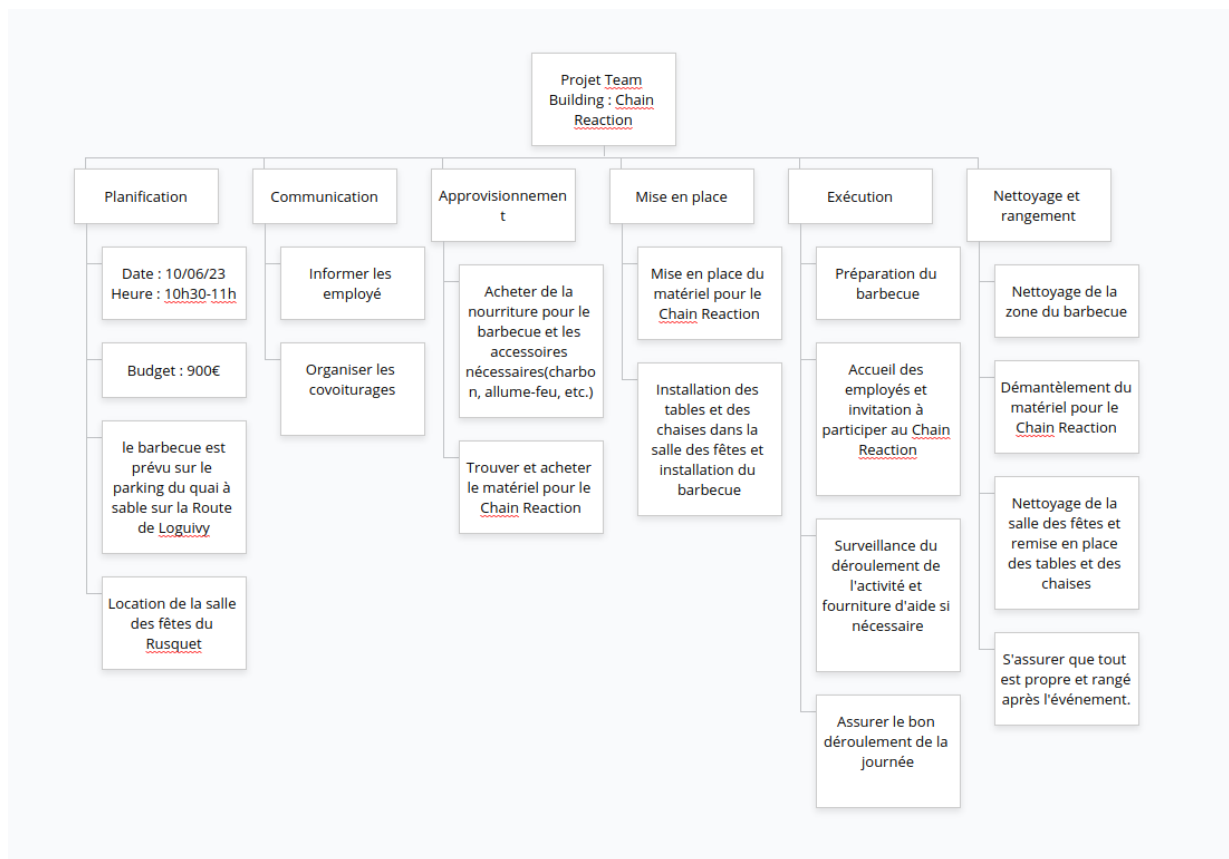 Projet Team
Building : Chain
Reaction
Planification
Date : 10/06/23
Heure : 10h30-11h
Budget : 900€
le barbecue est
prévu sur le
parking du quai à
sable sur la Route
de Loguivy
Location de la salle
des fêtes du
Rusquet
Communication
Informer les
employé
Organiser les
covoiturages
Approvisionnemen
t
Acheter de la
nourriture pour le
barbecue et les
accessoires
nécessaires(charbo
n, allume-feu, etc.)
Trouver et acheter
le matériel pour le
Chain Reaction
Mise en place
Mise en place du
matériel pour le
Chain Reaction
Installation des
tables et des
chaises dans la
salle des fêtes et
installation du
barbecue
Exécution
Préparation du
barbecue
Accueil des
employés et
invitation à
participer au Chain
Reaction
Surveillance du
déroulement de
l'activité et
fourniture d'aide si
nécessaire
Assurer le bon
déroulement de la
journée
Nettoyage et
rangement
Nettoyage de la
zone du barbecue
Démantèlement du
matériel pour le
Chain Reaction
Nettoyage de la
salle des fêtes et
remise en place
des tables et des
chaises
S'assurer que tout
est propre et rangé
après l'événement.